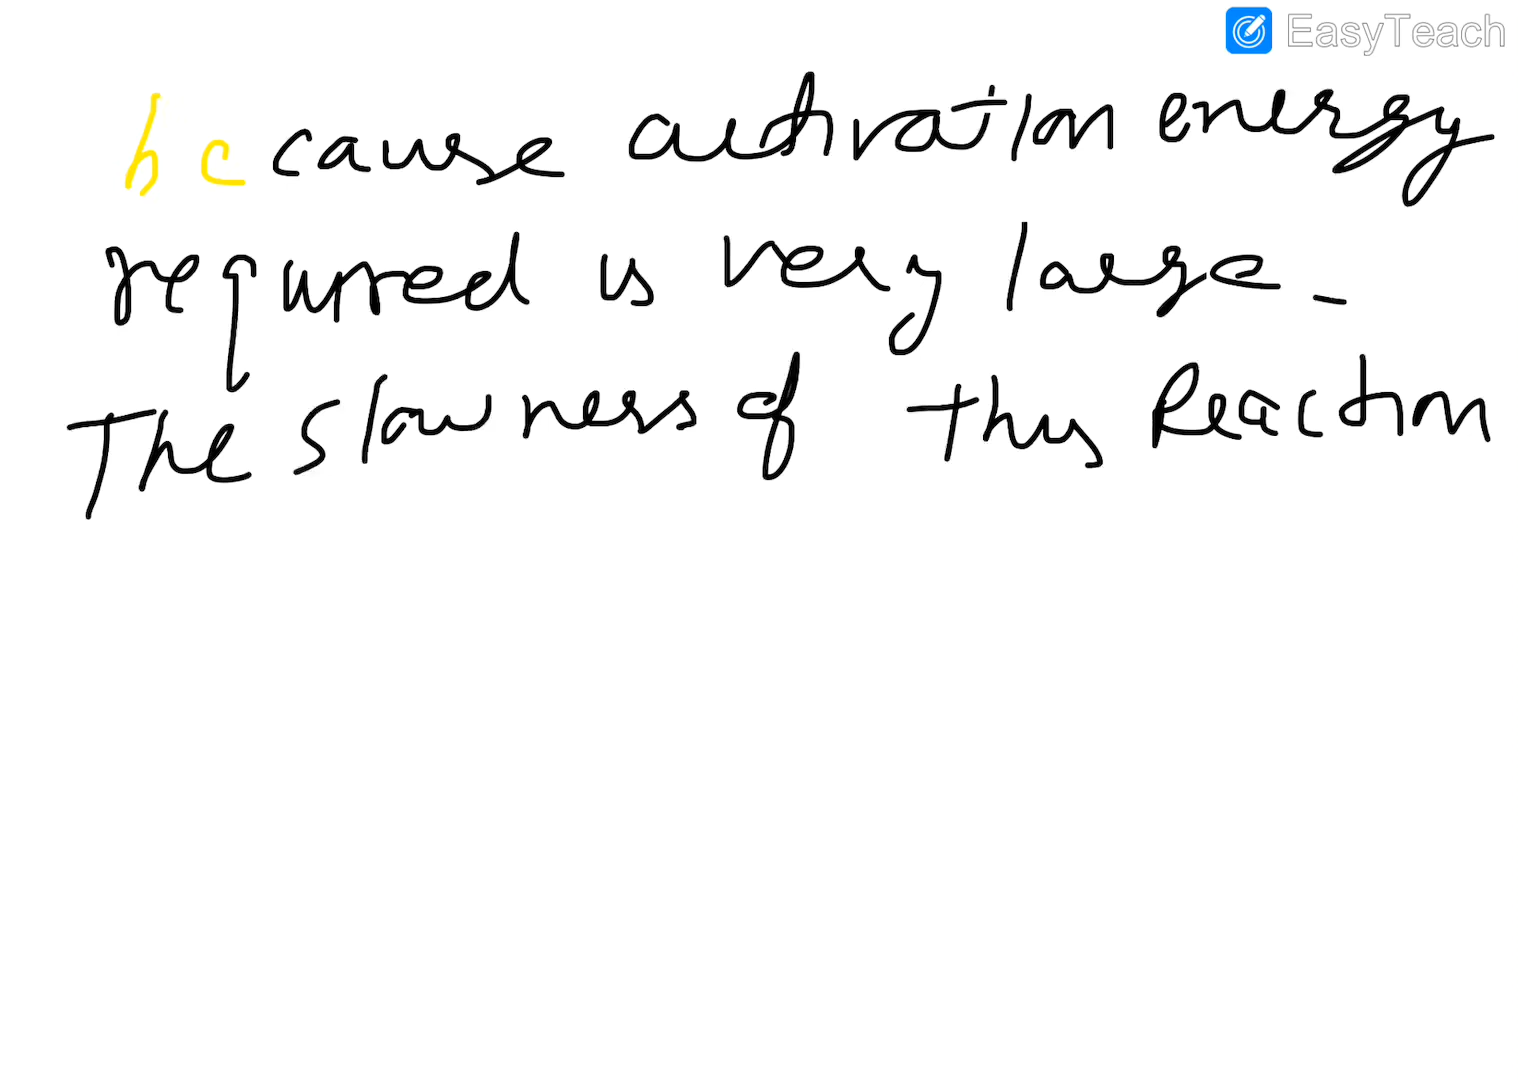 EasyTeach
because activation energy
required is very large.
The slowness of this Reaction